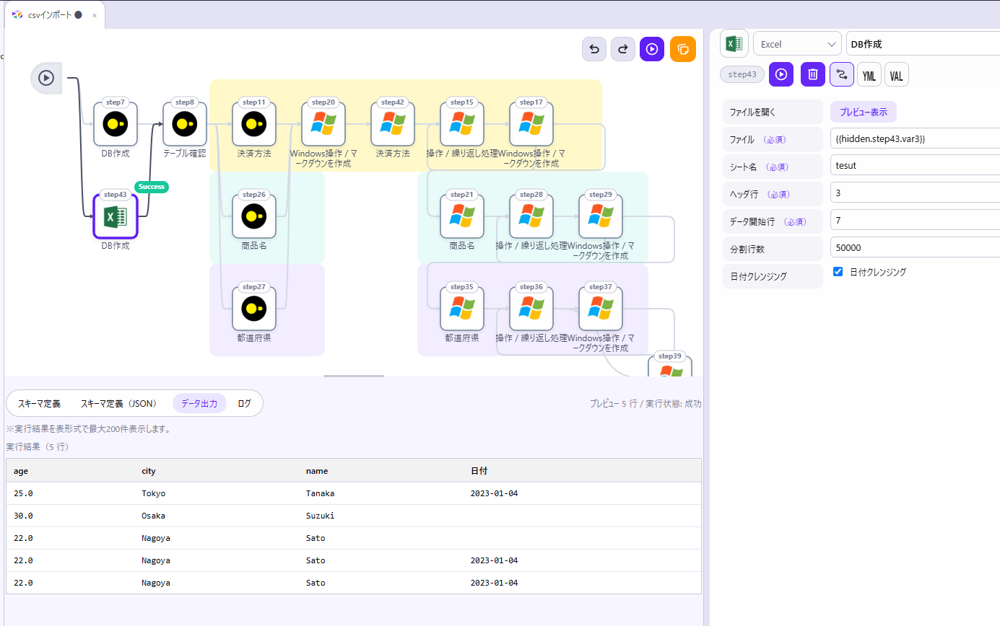 csvインポート
Excel
DB作成
step43
YML
VAL
ファイルを開く
プレビュー表示
ファイル (必須)
{{hidden.step43.var3}}
シート名 (必須)
tesut
ヘッダ行 (必須)
3
データ開始行 (必須)
7
分割行数
50000
日付クレンジング
日付クレンジング
step7
DB作成
step8
テーブル確認
step11
決済方法
step20
Windows操作 / マ
ークダウンを作成
step42
決済方法
step15
操作 / 繰り返し処理
step17
Windows操作 / マ
ークダウンを作成
Success
step43
DB作成
step26
商品名
step21
商品名
step28
操作 / 繰り返し処理
step29
Windows操作 / マ
ークダウンを作成
step27
都道府県
step35
都道府県
step36
操作 / 繰り返し処理
step37
Windows操作 / マ
ークダウンを作成
step39
スキーマ定義 スキーマ定義（JSON） データ出力 ログ
プレビュー 5 行 / 実行状態: 成功
※実行結果を表形式で最大200件表示します。
実行結果（5 行）
age city name 日付
25.0 Tokyo Tanaka 2023-01-04
30.0 Osaka Suzuki
22.0 Nagoya Sato
22.0 Nagoya Sato 2023-01-04
22.0 Nagoya Sato 2023-01-04